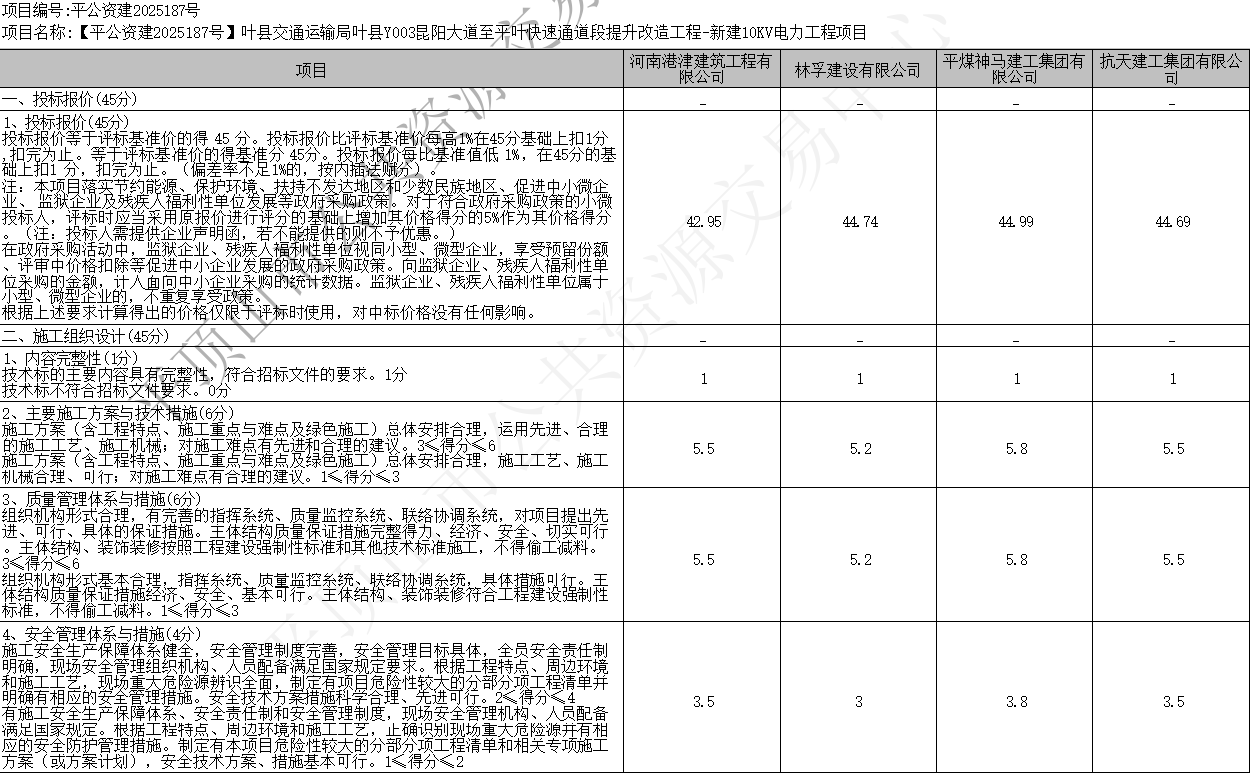 项目编号:平公资建2025187号
项目名称:【平公资建2025187号】叶县交通运输局叶县Y003昆阳大道至平叶快速通道段提升改造工程-新建10KV电力工程项目
项目
河南港津建筑工程有
限公司
林孚建设有限公司
平煤神马建工集团有
限公司
抗天建工集团有限公
司
一、投标报价(45分)
-
-
-
-
1、投标报价(45分)
投标报价等于评标基准价的得 45 分。投标报价比评标基准价每高1%在45分基础上扣1分
,扣完为止。等于评标基准价的得基准分 45分。投标报价每比基准值低 1%，在45分的基
础上扣1 分，扣完为止。（偏差率不足1%的，按内插法赋分）。
注：本项目落实节约能源、保护环境、扶持不发达地区和少数民族地区、促进中小微企
业、监狱企业及残疾人福利性单位发展等政府采购政策。对于符合政府采购政策的小微
投标人，评标时应当采用原报价进行评分的基础上增加其价格得分的5%作为其价格得分
。（注：投标人需提供企业声明函，若不能提供的则不予优惠。）
在政府采购活动中，监狱企业、残疾人福利性单位视同小型、微型企业，享受预留份额
、评审中价格扣除等促进中小企业发展的政府采购政策。向监狱企业、残疾人福利性单
位采购的金额，计入面向中小企业采购的统计数据。监狱企业、残疾人福利性单位属于
小型、微型企业的，不重复享受政策。
根据上述要求计算得出的价格仅限于评标时使用，对中标价格没有任何影响。
42.95
44.74
44.99
44.69
二、施工组织设计(45分)
-
-
-
-
1、内容完整性(1分)
技术标的主要内容具有完整性，符合招标文件的要求。1分
技术标不符合招标文件要求。0分
1
1
1
1
2、主要施工方案与技术措施(6分)
施工方案（含工程特点、施工重点与难点及绿色施工）总体安排合理，运用先进、合理
的施工工艺、施工机械；对施工难点有先进和合理的建议。3≤得分≤6
施工方案（含工程特点、施工重点与难点及绿色施工）总体安排合理，施工工艺、施工
机械合理、可行；对施工难点有合理的建议。1≤得分≤3
5.5
5.2
5.8
5.5
3、质量管理体系与措施(6分)
组织机构形式合理，有完善的指挥系统、质量监控系统、联络协调系统，对项目提出先
进、可行、具体的保证措施。主体结构质量保证措施完整得力、经济、安全、切实可行
。主体结构、装饰装修按照工程建设强制性标准和其他技术标准施工，不得偷工减料。
3≤得分≤6
组织机构形式基本合理，指挥系统、质量监控系统、联络协调系统，具体措施可行。主
体结构质量保证措施经济、安全、基本可行。主体结构、装饰装修符合工程建设强制性
标准，不得偷工减料。1≤得分≤3
5.5
5.2
5.8
5.5
4、安全管理体系与措施(4分)
施工安全生产保障体系健全，安全管理制度完善，安全管理目标具体，全员安全责任制
明确，现场安全管理组织机构、人员配备满足国家规定要求。根据工程特点、周边环境
和施工工艺，现场重大危险源辨识全面，制定有项目危险性较大的分部分项工程清单并
明确有相应的安全管理措施。安全技术方案措施科学合理、先进可行。2≤得分≤4
有施工安全生产保障体系、安全责任制和安全管理制度，现场安全管理机构、人员配备
满足国家规定。根据工程特点、周边环境和施工工艺，正确识别现场重大危险源并有相
应的安全防护管理措施。制定有本项目危险性较大的分部分项工程清单和相关专项施工
方案（或方案计划），安全技术方案、措施基本可行。1≤得分≤2
3.5
3
3.8
3.5
平顶山市公共资源交易中心